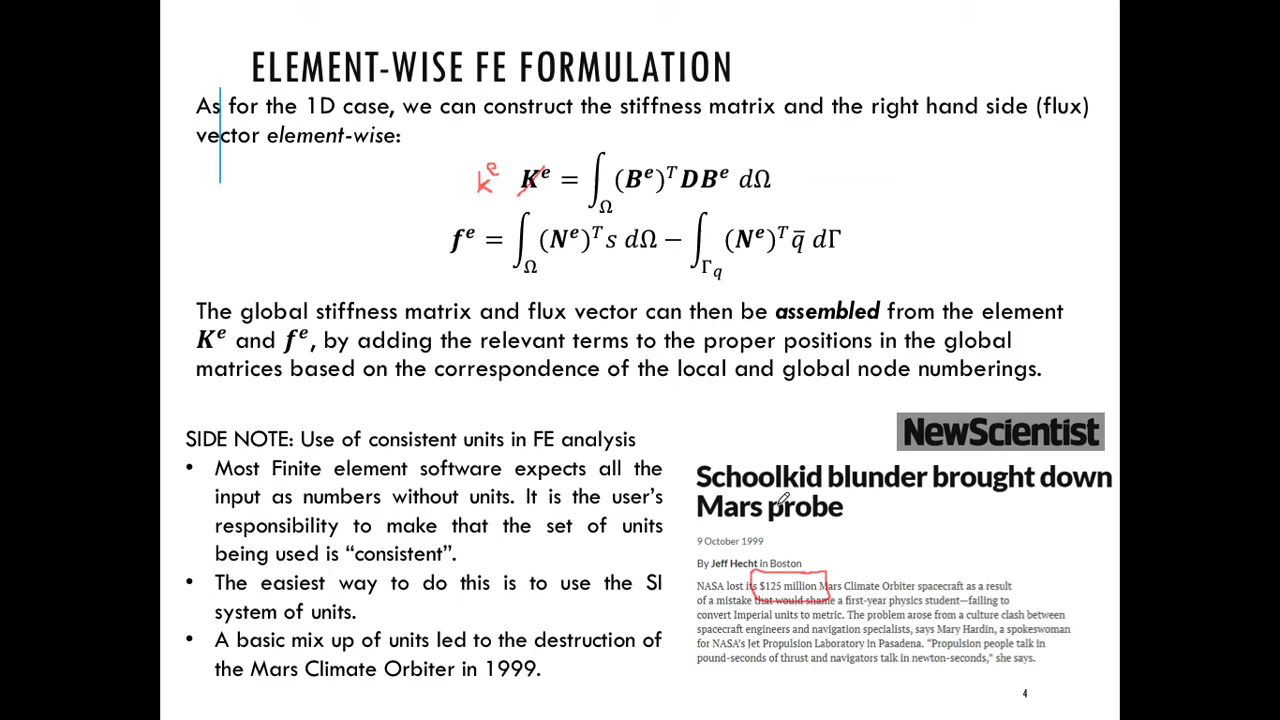 ELEMENT-WISE FE FORMULATION
As for the 1D case, we can construct the stiffness matrix and the right hand side (flux)
vector element-wise:
k^e K^e = ∫_Ω (B^e)^T DB^e dΩ
f^e = ∫_Ω (N^e)^T s dΩ − ∫_Γq (N^e)^T q̄ dΓ
The global stiffness matrix and flux vector can then be assembled from the element
K^e and f^e, by adding the relevant terms to the proper positions in the global
matrices based on the correspondence of the local and global node numberings.
SIDE NOTE: Use of consistent units in FE analysis
• Most Finite element software expects all the
input as numbers without units. It is the user's
responsibility to make that the set of units
being used is “consistent”.
• The easiest way to do this is to use the SI
system of units.
• A basic mix up of units led to the destruction of
the Mars Climate Orbiter in 1999.
NewScientist
Schoolkid blunder brought down
Mars probe
9 October 1999
By Jeff Hecht in Boston
NASA lost its $125 million Mars Climate Orbiter spacecraft as a result
of a mistake that would shame a first-year physics student—failing to
convert Imperial units to metric. The problem arose from a culture clash between
spacecraft engineers and navigation specialists, says Mary Hardin, a spokeswoman
for NASA's Jet Propulsion Laboratory in Pasadena. “Propulsion people talk in
pound-seconds of thrust and navigators talk in newton-seconds,” she says.
4